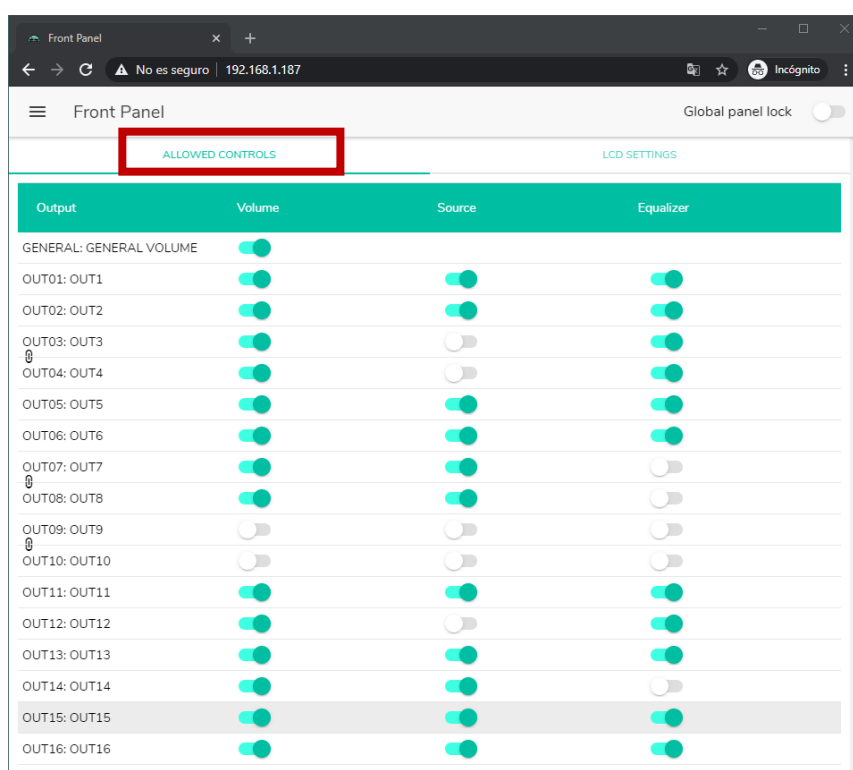 Front Panel
No es seguro | 192.168.1.187
Incógnito
Front Panel
Global panel lock
ALLOWED CONTROLS
LCD SETTINGS
Output Volume Source Equalizer
GENERAL: GENERAL VOLUME
OUT01: OUT1
OUT02: OUT2
OUT03: OUT3
OUT04: OUT4
OUT05: OUT5
OUT06: OUT6
OUT07: OUT7
OUT08: OUT8
OUT09: OUT9
OUT10: OUT10
OUT11: OUT11
OUT12: OUT12
OUT13: OUT13
OUT14: OUT14
OUT15: OUT15
OUT16: OUT16